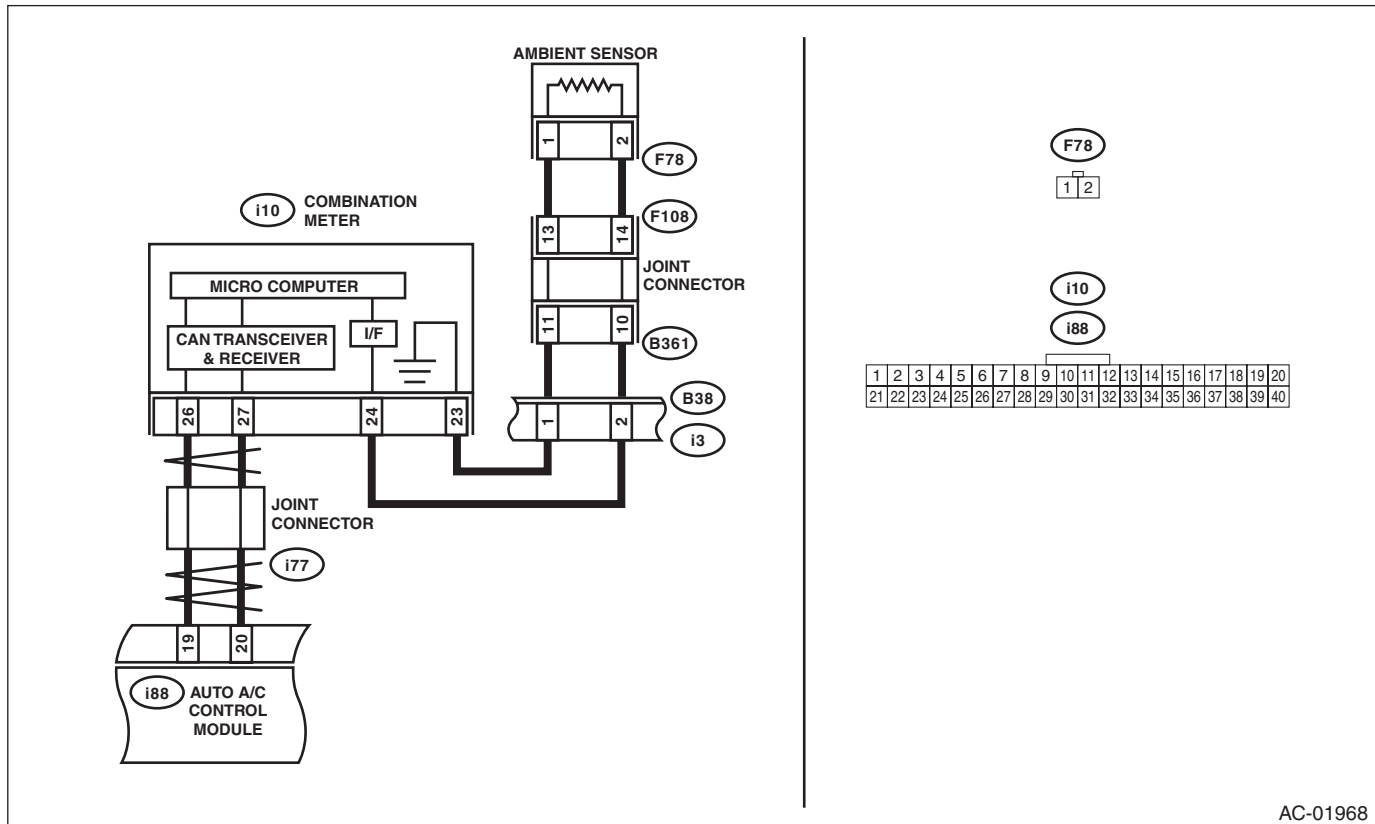 AMBIENT SENSOR
1 2
F78
i10 COMBINATION
METER
F108
13 14
JOINT
CONNECTOR
MICRO COMPUTER
I/F
CAN TRANSCEIVER
& RECEIVER
11 10
B361
B38
26 27 24 23
1 2
i3
JOINT
CONNECTOR
i77
19 20
i88 AUTO A/C
CONTROL
MODULE
F78
1 2
i10
i88
1 2 3 4 5 6 7 8 9 10 11 12 13 14 15 16 17 18 19 20
21 22 23 24 25 26 27 28 29 30 31 32 33 34 35 36 37 38 39 40
AC-01968